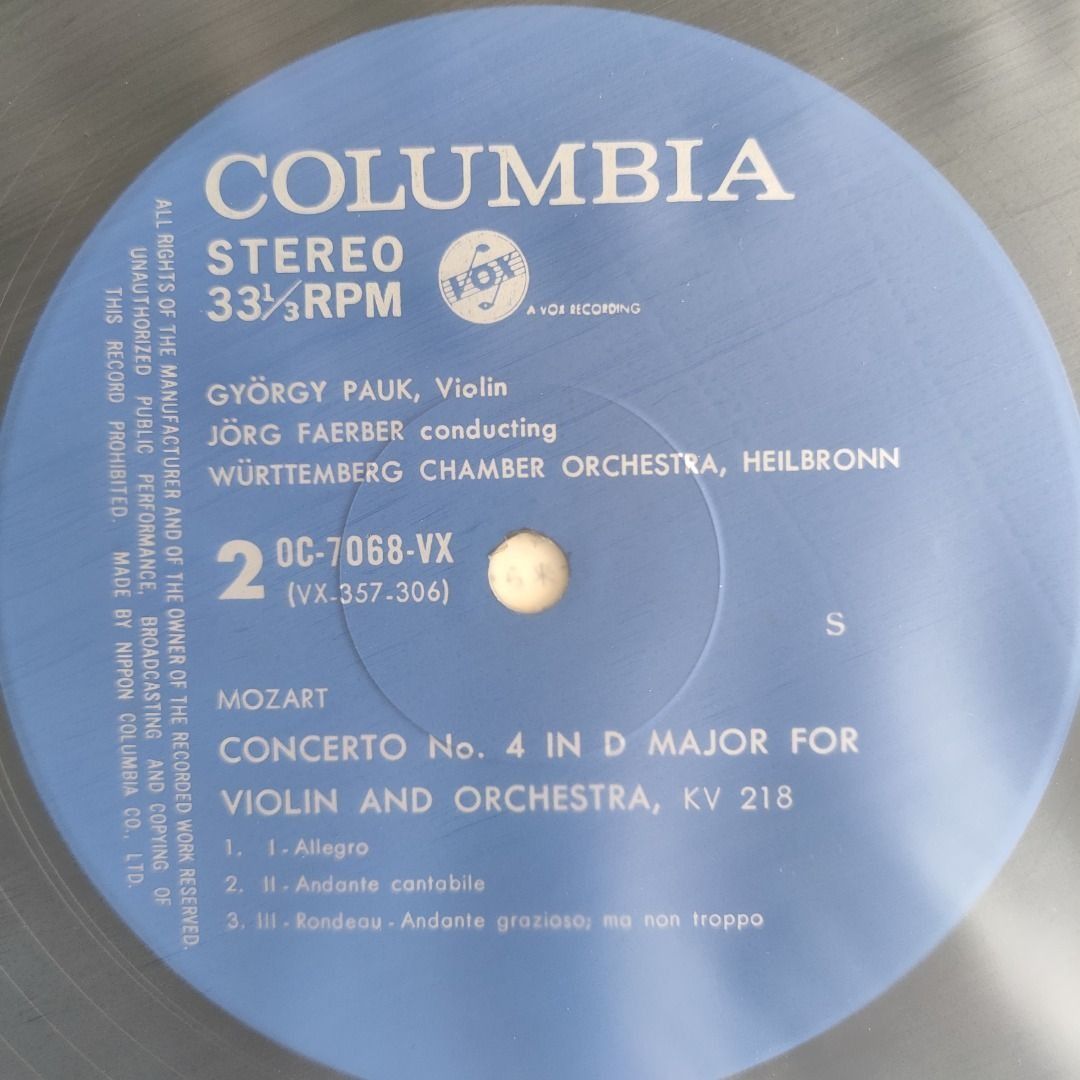 COLUMBIA
STEREO
33 1/3 RPM
VOX
A VOX RECORDING
GYÖRGY PAUK, Violin
JÖRG FAERBER conducting
WÜRTTEMBERG CHAMBER ORCHESTRA, HEILBRONN
2 OC-7068-VX
(VX-357-306)
S
MOZART
CONCERTO No. 4 IN D MAJOR FOR
VIOLIN AND ORCHESTRA, KV 218
1. I - Allegro
2. II - Andante cantabile
3. III - Rondeau - Andante grazioso; ma non troppo
ALL RIGHTS OF THE MANUFACTURER AND OF THE OWNER OF THE RECORDED WORK RESERVED.
UNAUTHORIZED PUBLIC PERFORMANCE, BROADCASTING AND COPYING OF
THIS RECORD PROHIBITED. MADE BY NIPPON COLUMBIA CO., LTD.